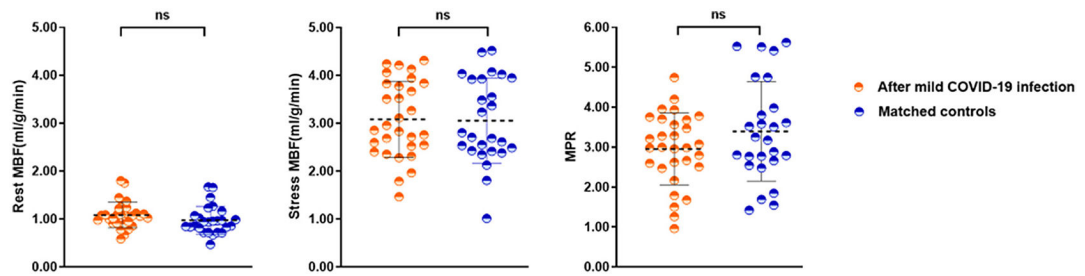 ns
Rest MBF(ml/g/min)
5.00
4.00
3.00
2.00
1.00
0.00
ns
Stress MBF(ml/g/min)
5.00
4.00
3.00
2.00
1.00
0.00
ns
MPR
6.00
5.00
4.00
3.00
2.00
1.00
0.00
After mild COVID-19 infection
Matched controls